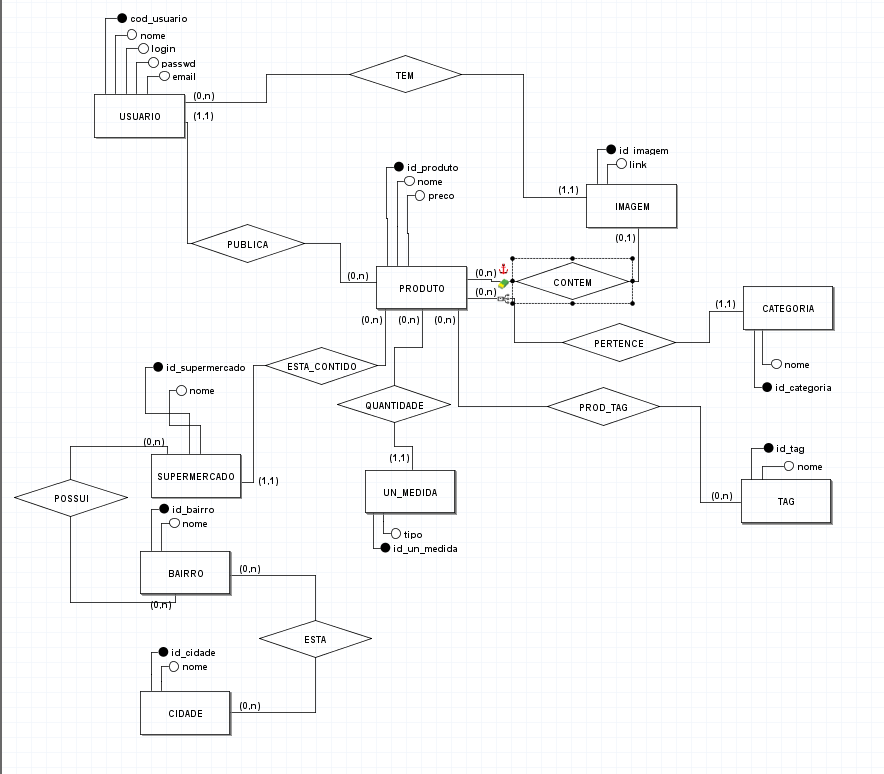 cod_usuario
nome
login
passwd
email
USUARIO
(0,n)
(1,1)
TEM
id_imagem
link
(1,1)
IMAGEM
(0,1)
id_produto
nome
preco
PUBLICA
(0,n)
PRODUTO
(0,n)
(0,n)
CONTEM
(1,1)
CATEGORIA
nome
id_categoria
PERTENCE
(0,n)
(0,n)
(0,n)
ESTA_CONTIDO
id_supermercado
nome
QUANTIDADE
PROD_TAG
(0,n)
SUPERMERCADO
(1,1)
(1,1)
UN_MEDIDA
tipo
id_un_medida
id_tag
nome
(0,n)
TAG
POSSUI
id_bairro
nome
BAIRRO
(0,n)
(0,n)
ESTA
id_cidade
nome
CIDADE
(0,n)